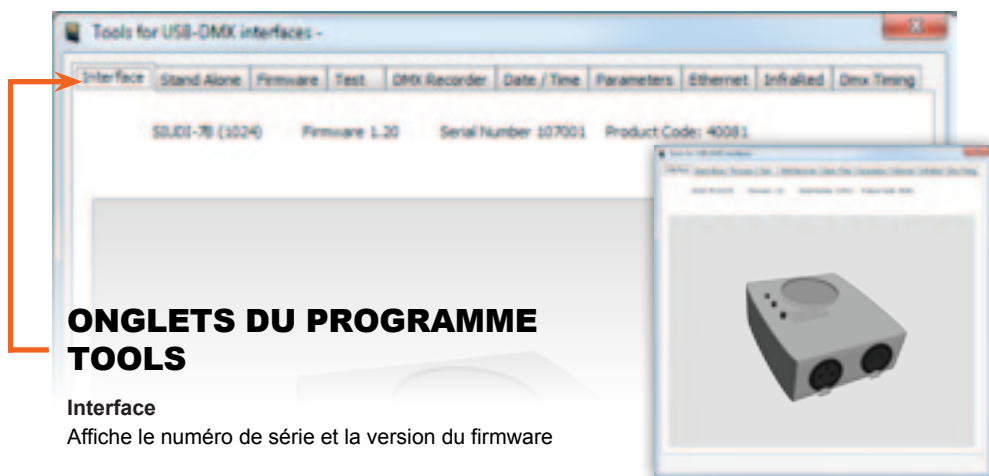 Tools for USB-DMX interfaces -
Interface Stand Alone Firmware Test DMX Recorder Date / Time Parameters Ethernet InfraRed Dmx Timing
SIUDI-7B (1024) Firmware 1.20 Serial Number 107001 Product Code: 40081
ONGLETS DU PROGRAMME
TOOLS
Interface
Affiche le numéro de série et la version du firmware